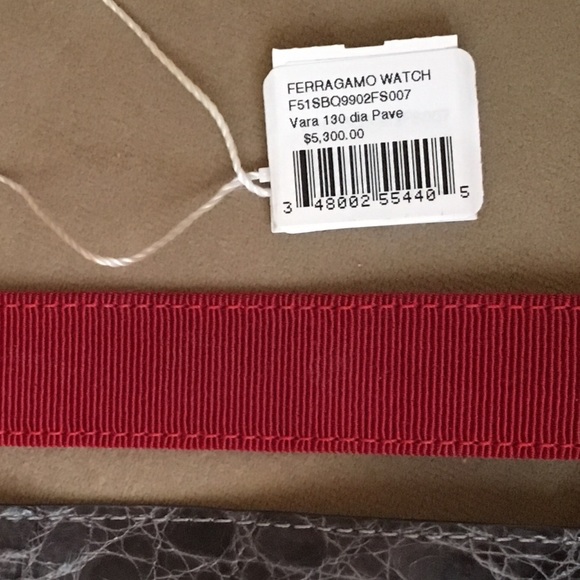 FERRAGAMO WATCH
F51SBQ9902FS007
Vara 130 dia Pave
$5,300.00
3 48002 55440 5